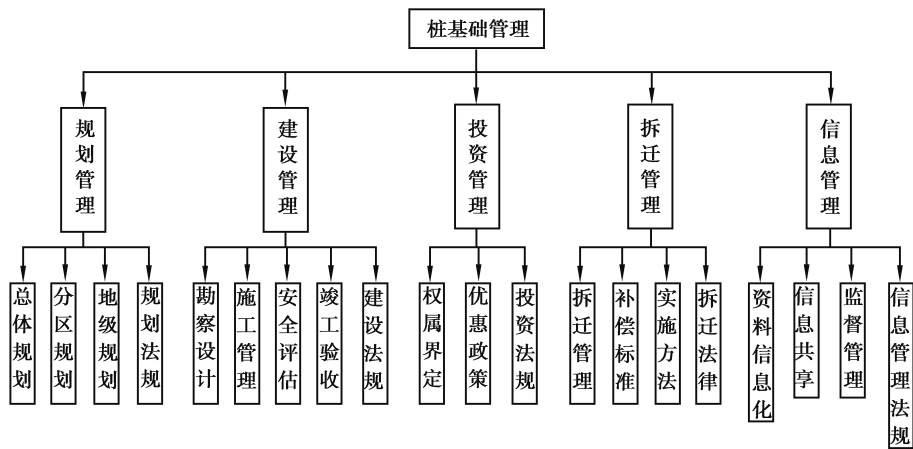 桩基础管理
规划管理
建设管理
投资管理
拆迁管理
信息管理
总体规划
分区规划
地级规划
规划法规
勘察设计
施工管理
安全评估
竣工验收
建设法规
权属界定
优惠政策
投资法规
拆迁管理
补偿标准
实施方法
拆迁法律
资料信息化
信息共享
监督管理
信息管理法规